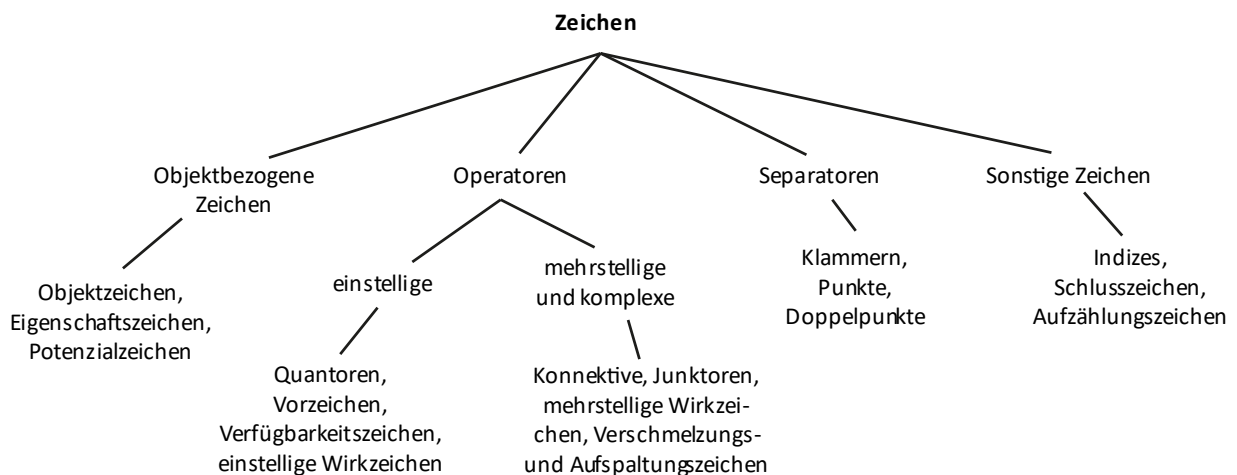 Zeichen
Objektbezogene
Zeichen
Operatoren
Separatoren
Sonstige Zeichen
Objektzeichen,
Eigenschaftszeichen,
Potenzialzeichen
einstellige
mehrstellige
und komplexe
Klammern,
Punkte,
Doppelpunkte
Indizes,
Schlusszeichen,
Aufzählungszeichen
Quantoren,
Vorzeichen,
Verfügbarkeitszeichen,
einstellige Wirkzeichen
Konnektive, Junktoren,
mehrstellige Wirkzei-
chen, Verschmelzungs-
und Aufspaltungszeichen